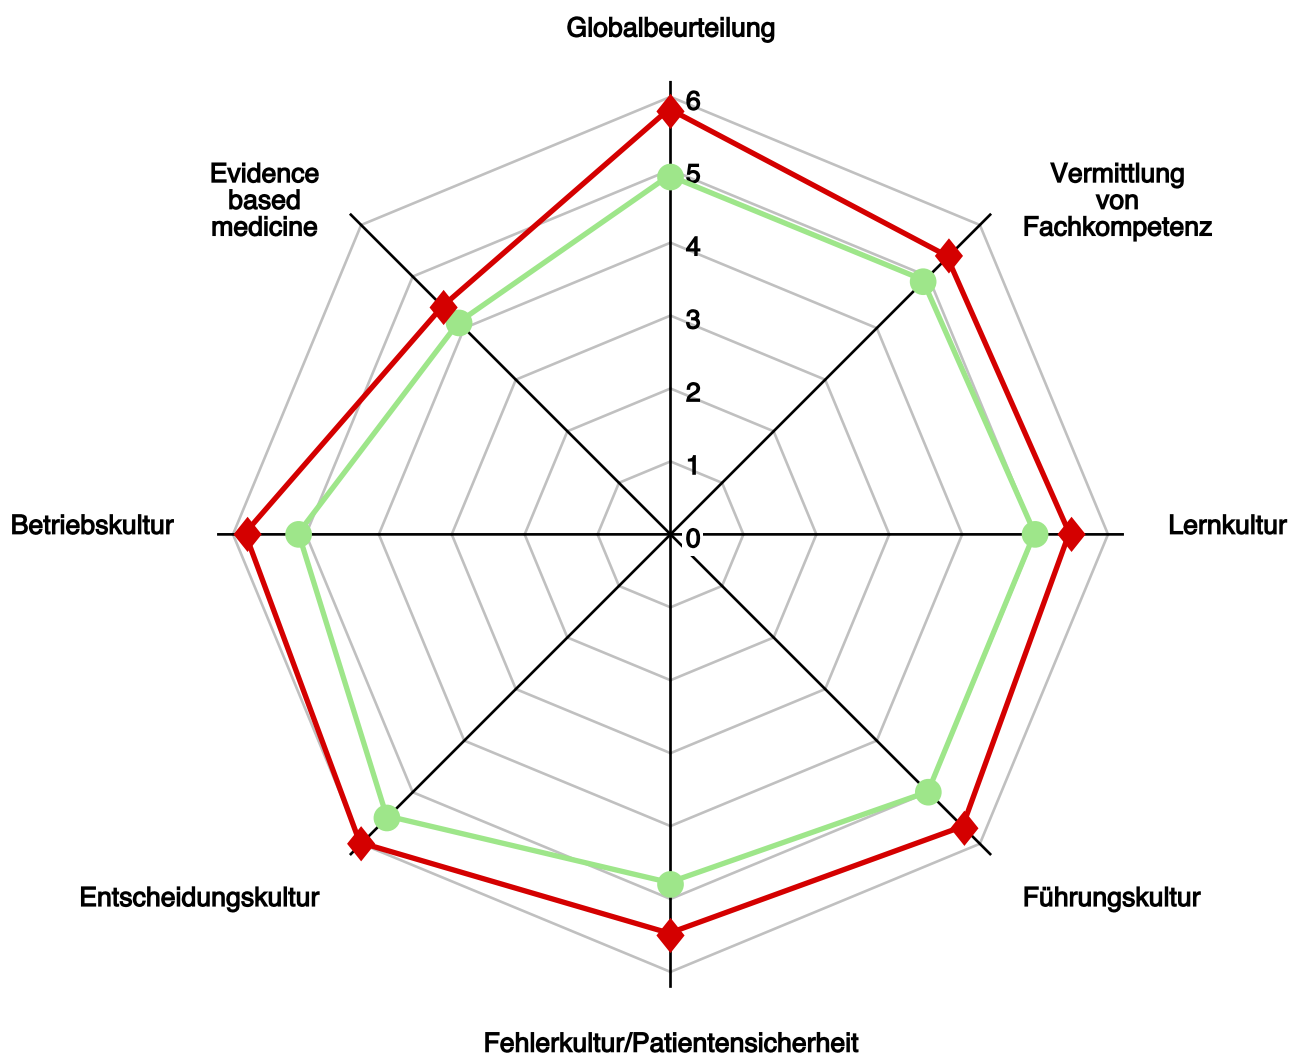 Globalbeurteilung
6
Evidence
based
medicine
Vermittlung
von
Fachkompetenz
5
4
3
2
1
Betriebskultur
0
Lernkultur
Entscheidungskultur
Führungskultur
Fehlerkultur/Patientensicherheit